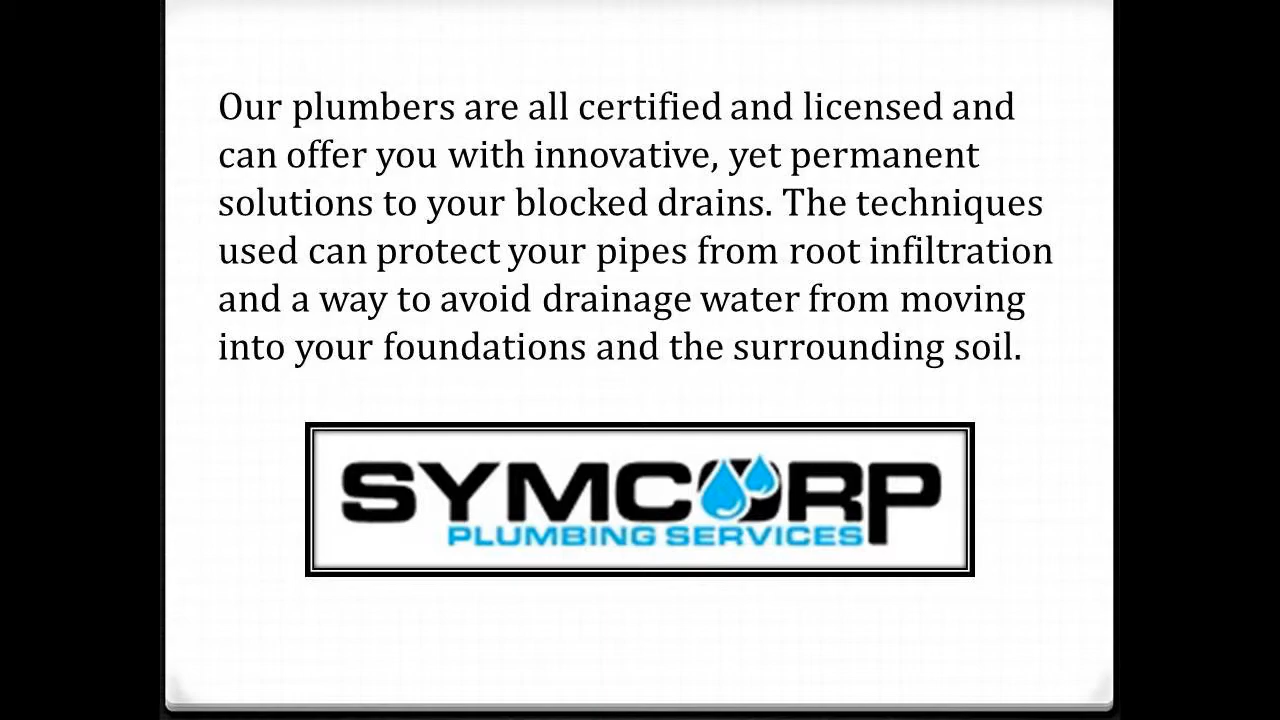 Our plumbers are all certified and licensed and
can offer you with innovative, yet permanent
solutions to your blocked drains. The techniques
used can protect your pipes from root infiltration
and a way to avoid drainage water from moving
into your foundations and the surrounding soil.
SYMCORP
PLUMBING SERVICES